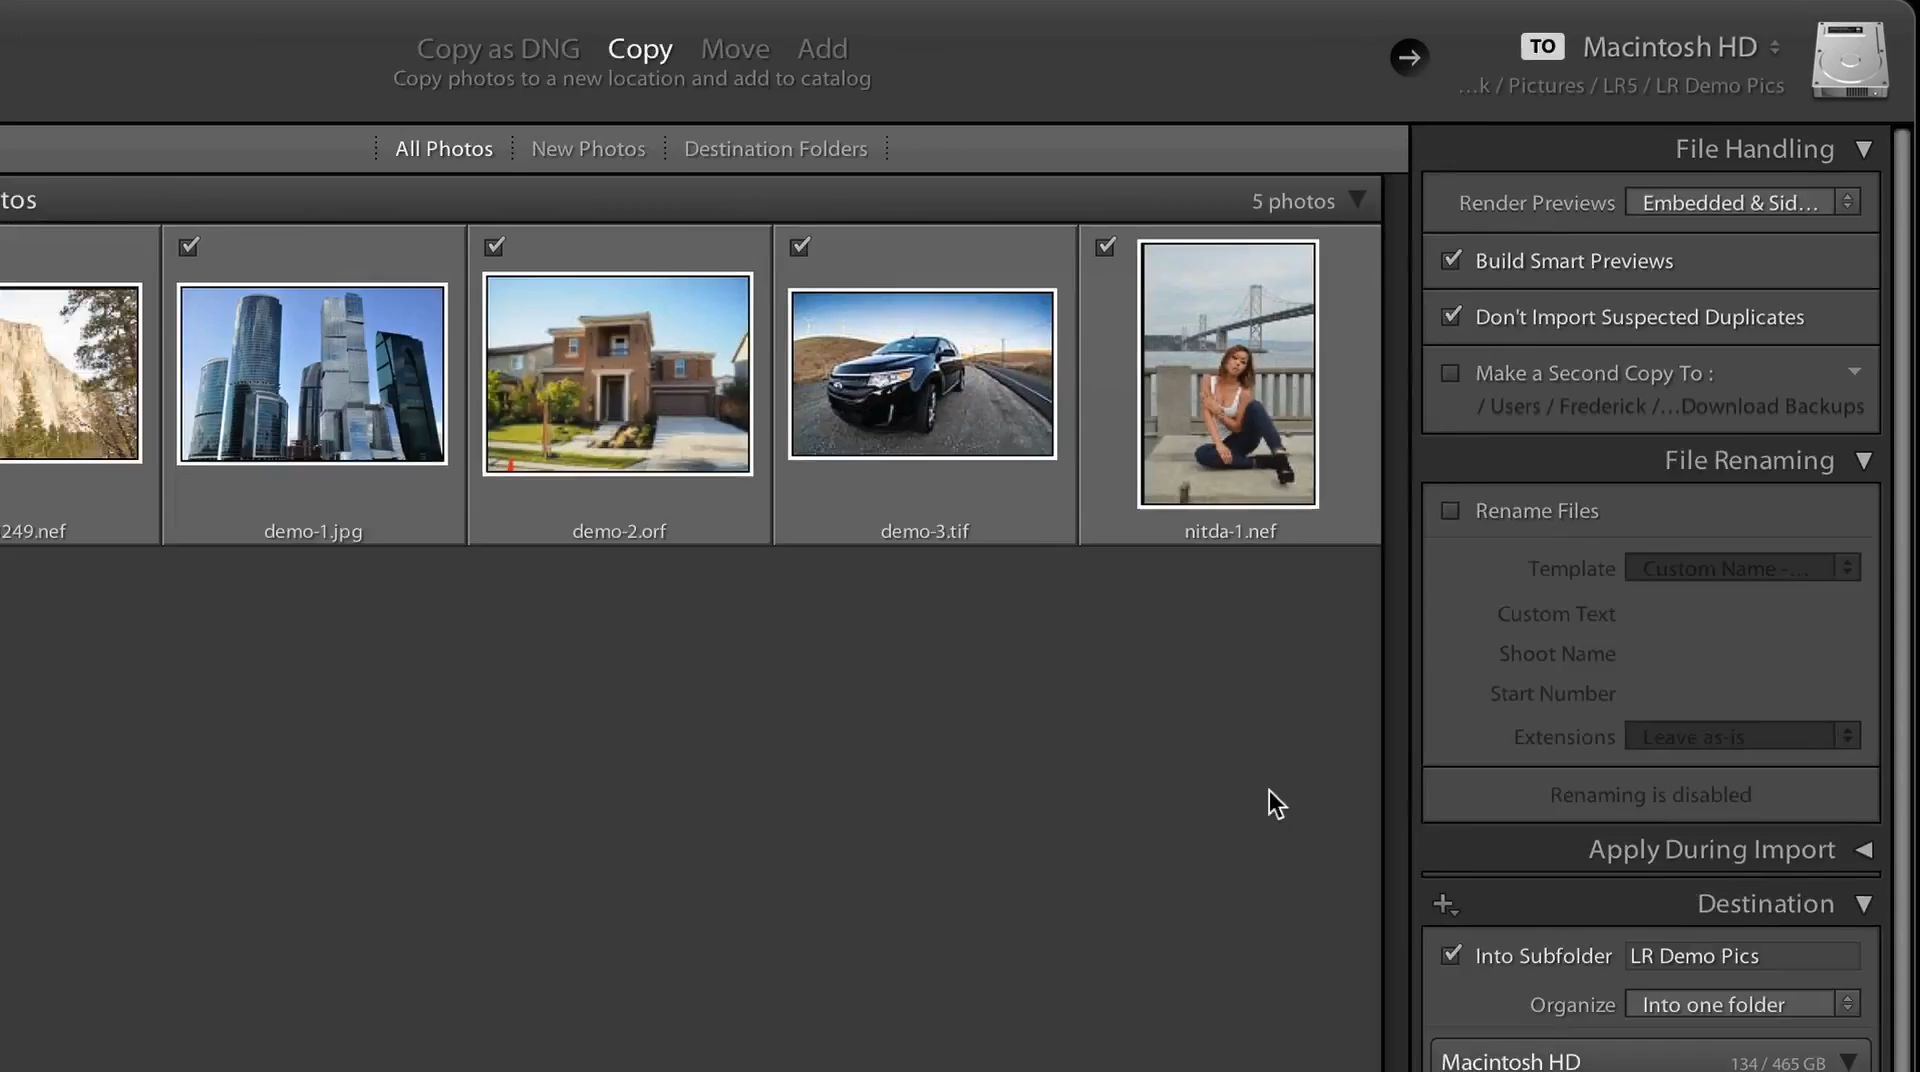 Copy as DNG Copy Move Add
Copy photos to a new location and add to catalog
TO Macintosh HD
...k / Pictures / LR5 / LR Demo Pics
All Photos New Photos Destination Folders
tos
5 photos
249.nef
demo-1.jpg
demo-2.orf
demo-3.tif
nitda-1.nef
File Handling
Render Previews Embedded & Sid...
Build Smart Previews
Don't Import Suspected Duplicates
Make a Second Copy To :
/ Users / Frederick /...Download Backups
File Renaming
Rename Files
Template Custom Name -...
Custom Text
Shoot Name
Start Number
Extensions Leave as-is
Renaming is disabled
Apply During Import
Destination
Into Subfolder LR Demo Pics
Organize Into one folder
Macintosh HD 134 / 465 GB